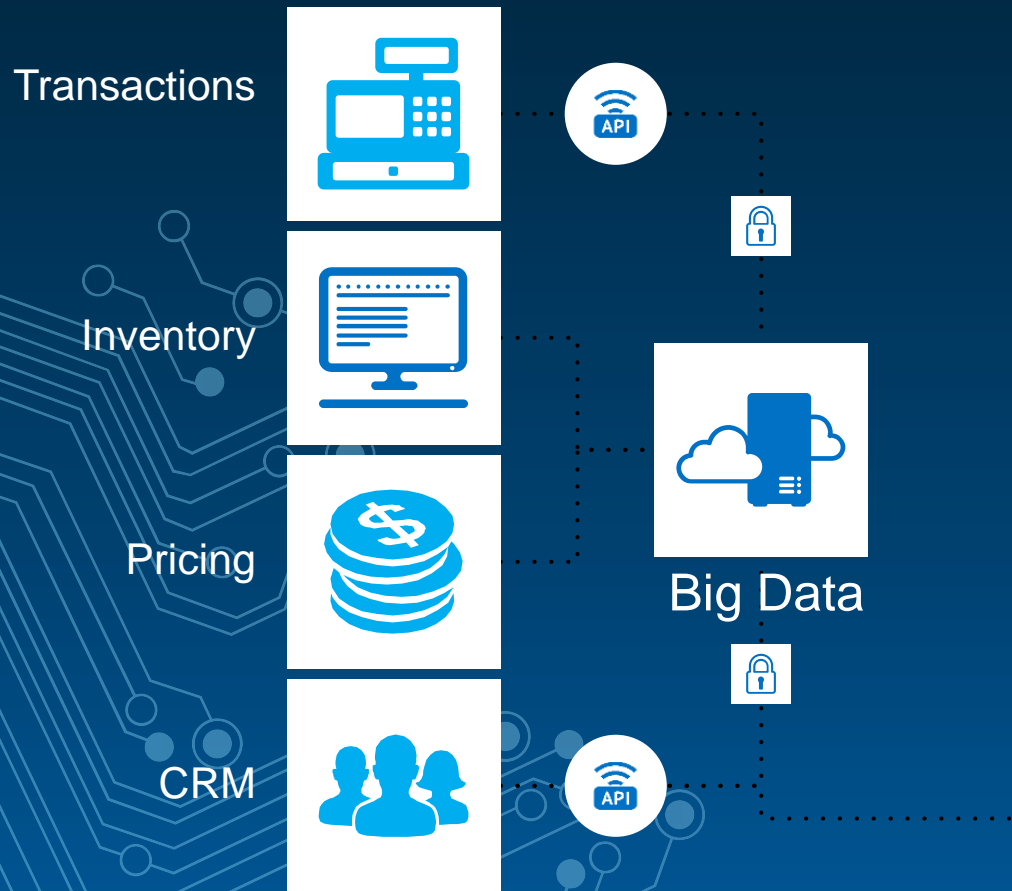 Transactions
API
Inventory
Pricing
Big Data
CRM
API